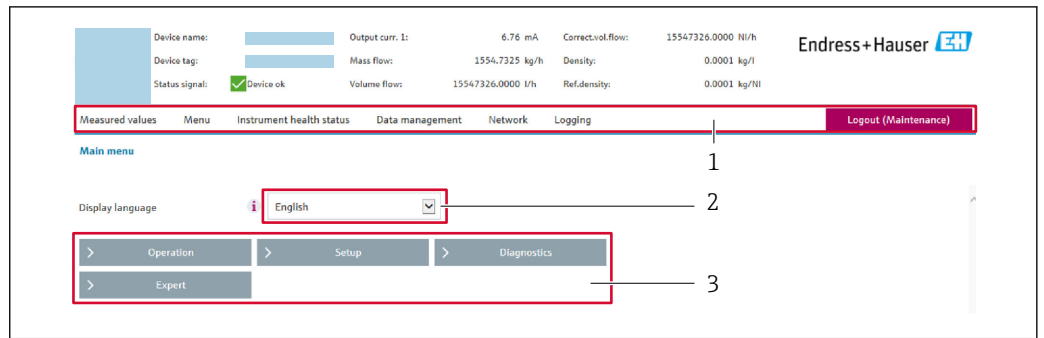 Device name: Output curr. 1: 6.76 mA Correct.vol.flow: 15547326.0000 Nl/h
Endress+Hauser EH
Device tag: Mass flow: 1554.7325 kg/h Density: 0.0001 kg/l
Status signal: Device ok Volume flow: 15547326.0000 l/h Ref.density: 0.0001 kg/Nl
Measured values Menu Instrument health status Data management Network Logging Logout (Maintenance)
1
Main menu
Display language i English 2
> Operation > Setup > Diagnostics
> Expert 3